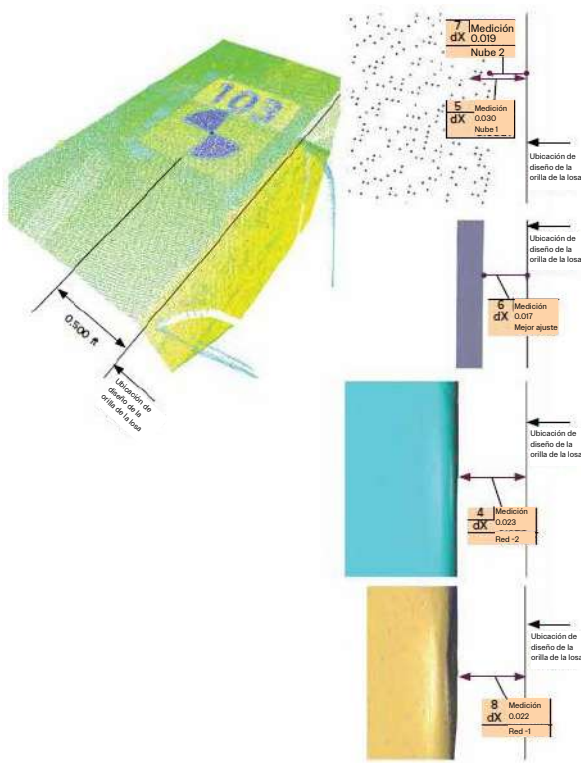 103
0.500 ft
Ubicación de
diseño de la
orilla de la losa
7 Medición
dX 0.019
Nube 2
5 Medición
dX 0.030
Nube 1
Ubicación de
diseño de la
orilla de la losa
Ubicación de
diseño de la
orilla de la losa
6 Medición
dX 0.017
Mejor ajuste
Ubicación de
diseño de la
orilla de la losa
4 Medición
dX 0.023
Red -2
Ubicación de
diseño de la
orilla de la losa
8 Medición
dX 0.022
Red -1